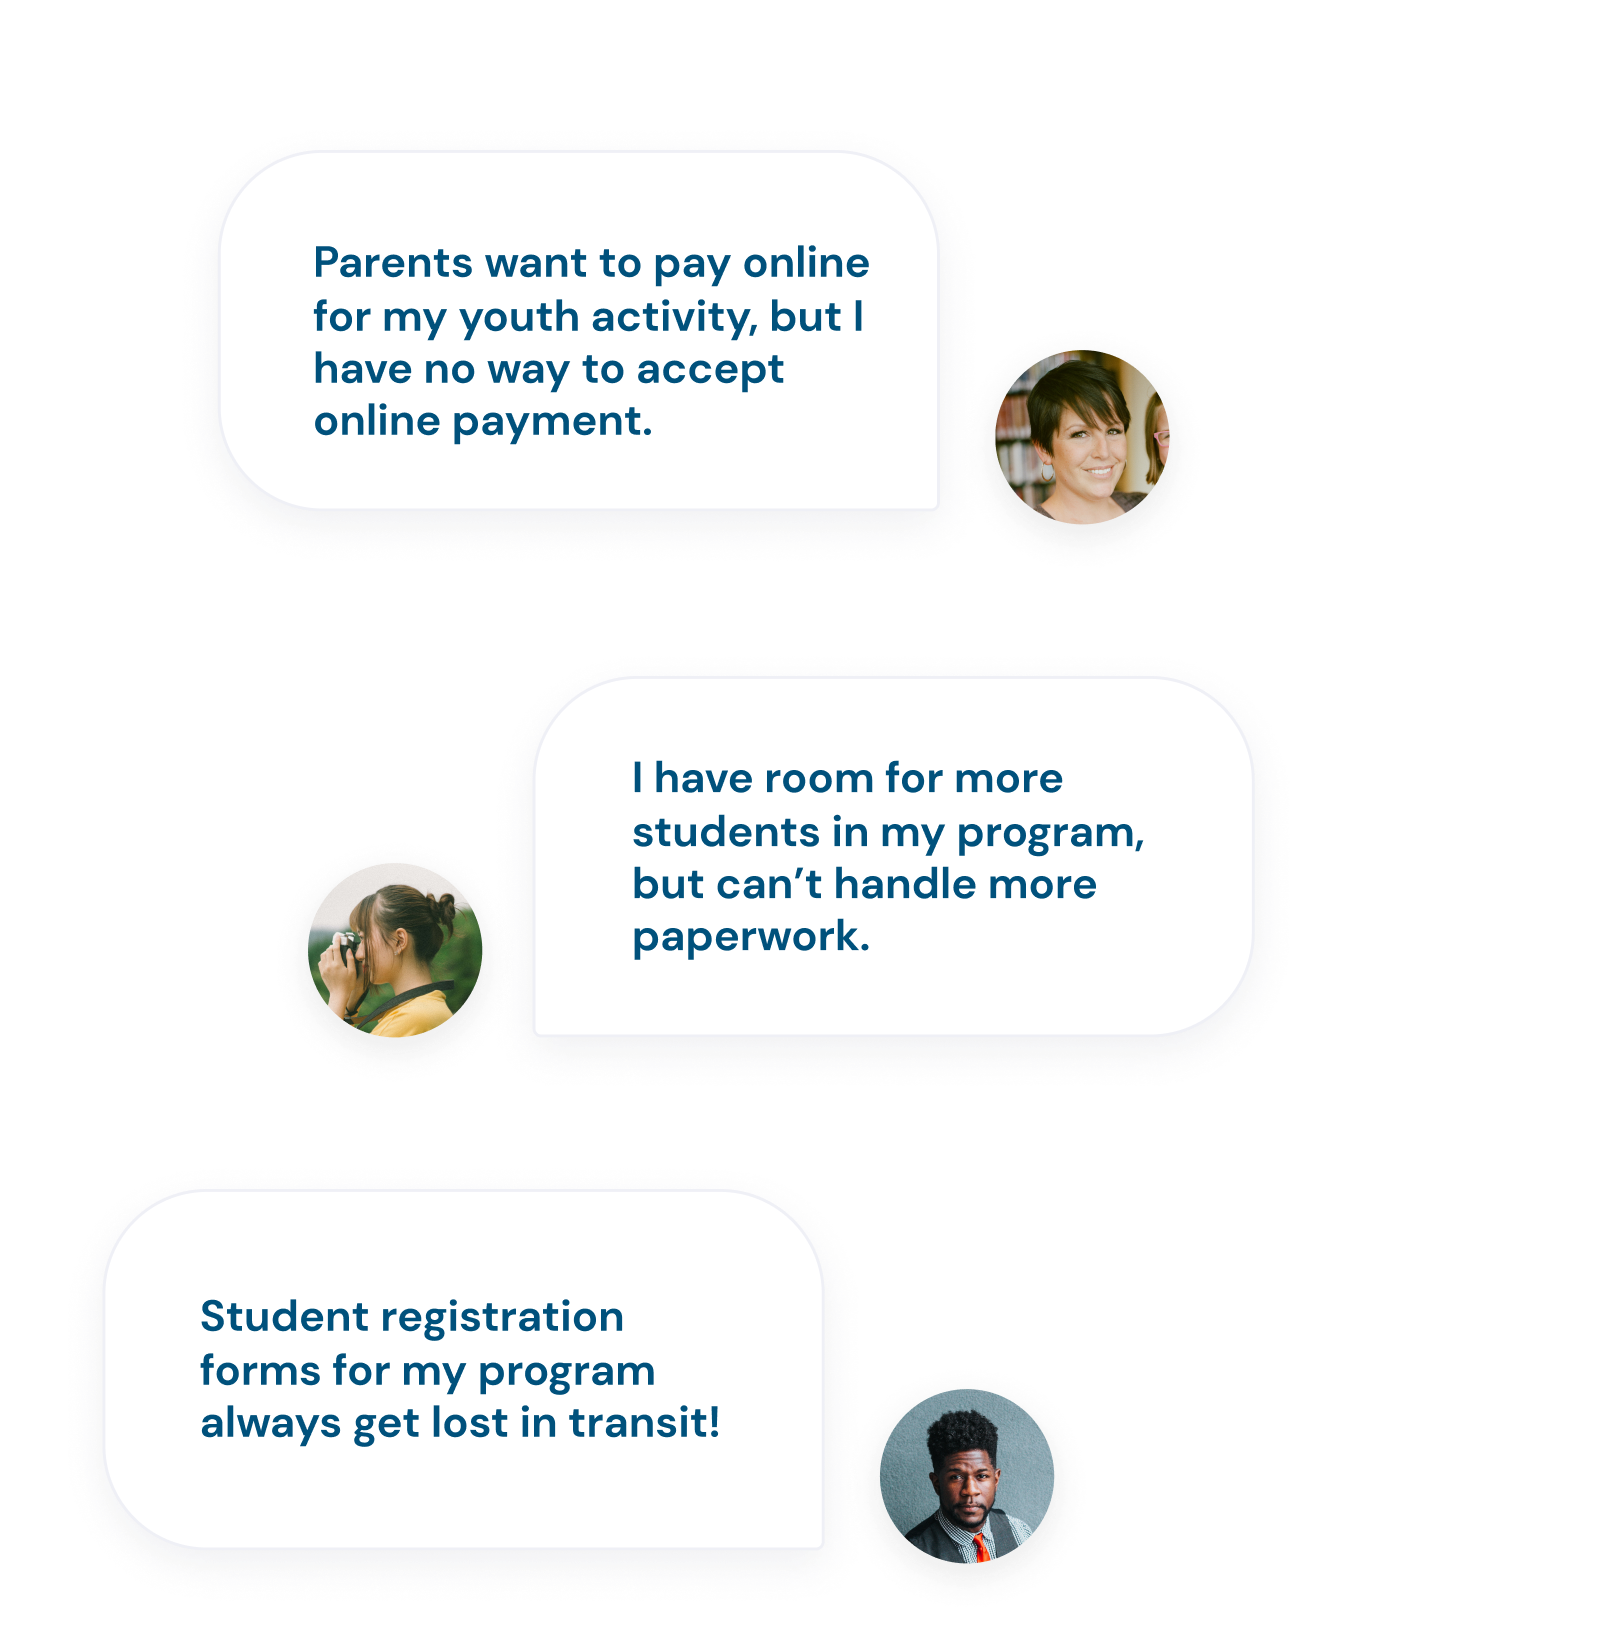 Parents want to pay online
for my youth activity, but I
have no way to accept
online payment.
I have room for more
students in my program,
but can’t handle more
paperwork.
Student registration
forms for my program
always get lost in transit!